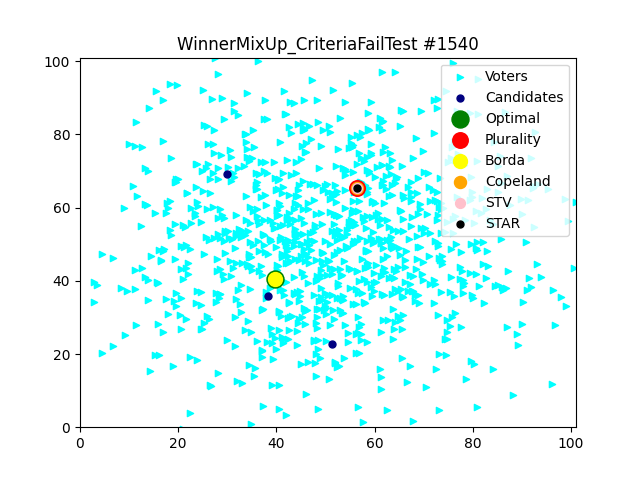 WinnerMixUp_CriteriaFailTest #1540
100
80
60
40
20
0
0 20 40 60 80 100
Voters
Candidates
Optimal
Plurality
Borda
Copeland
STV
STAR